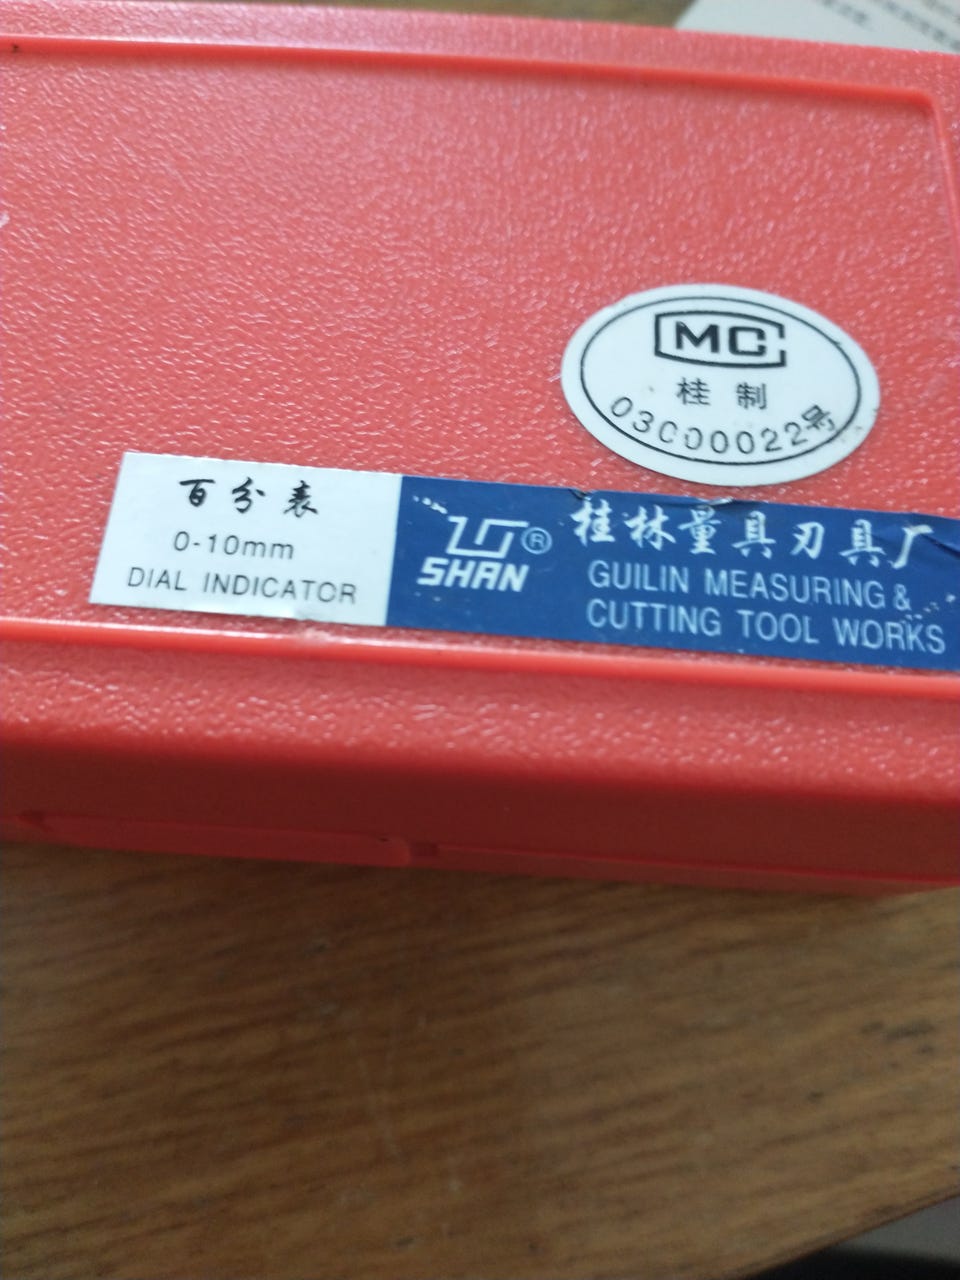 MC
桂制
03000022号
百分表
0-10mm
DIAL INDICATOR
SHAN®
桂林量具刃具厂
GUILIN MEASURING &
CUTTING TOOL WORKS